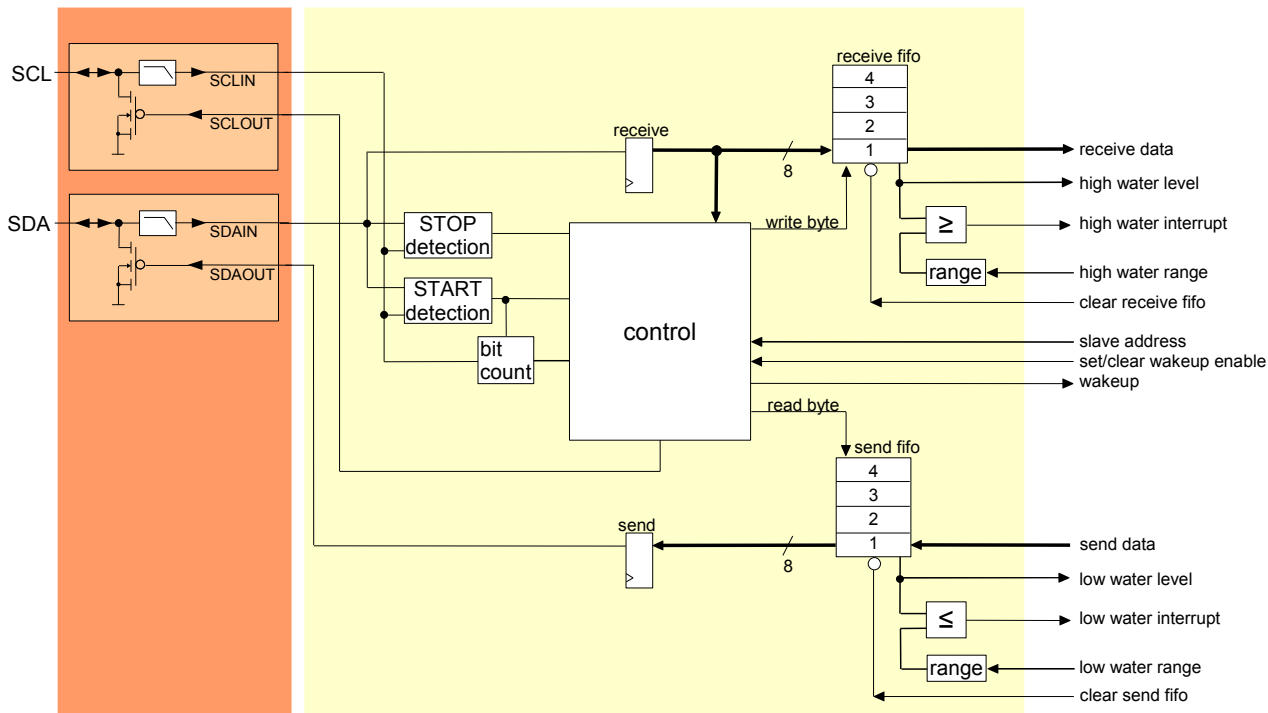 receive fifo
4
3
2
1
SCL
SCLIN
SCLOUT
receive
8
receive data
high water level
≥
high water interrupt
range
high water range
clear receive fifo
SDA
SDAIN
SDAOUT
STOP
detection
write byte
START
detection
bit
count
control
slave address
set/clear wakeup enable
wakeup
read byte
send fifo
4
3
2
1
send
8
send data
low water level
≤
low water interrupt
range
low water range
clear send fifo